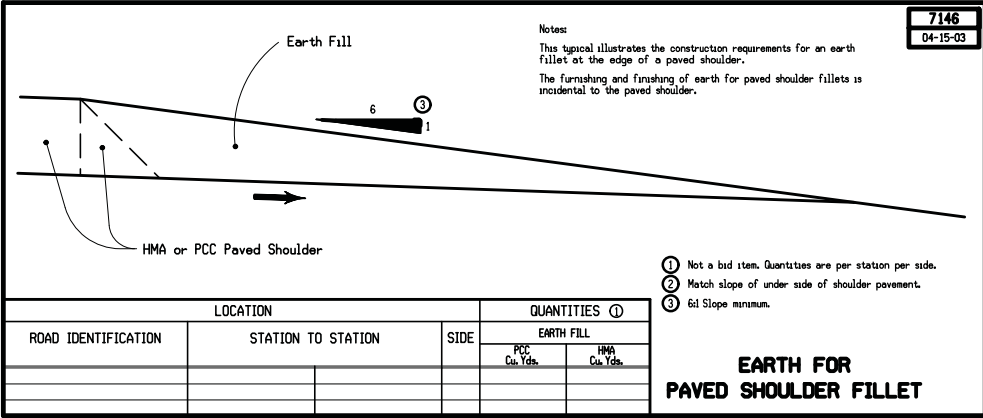 7146
04-15-03
Notes:
This typical illustrates the construction requirements for an earth
fillet at the edge of a paved shoulder.
The furnishing and finishing of earth for paved shoulder fillets is
incidental to the paved shoulder.
Earth Fill
6
3
1
HMA or PCC Paved Shoulder
1 Not a bid item. Quantities are per station per side.
2 Match slope of under side of shoulder pavement.
3 6:1 Slope minimum.
LOCATION
QUANTITIES 1
ROAD IDENTIFICATION
STATION TO STATION
SIDE
EARTH FILL
PCC
Cu. Yds.
HMA
Cu. Yds.
EARTH FOR
PAVED SHOULDER FILLET